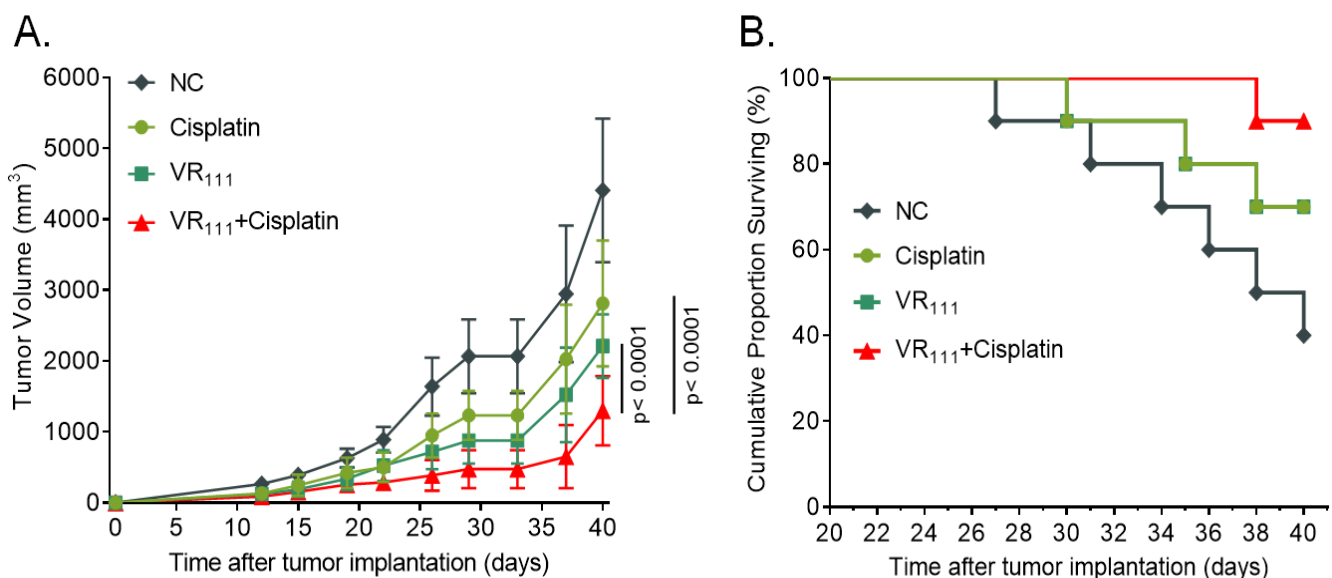 A.
6000
5000
4000
3000
2000
1000
0
Tumor Volume (mm³)
NC
Cisplatin
VR₁₁₁
VR₁₁₁+Cisplatin
p< 0.0001
p< 0.0001
0 5 10 15 20 25 30 35 40
Time after tumor implantation (days)
B.
100
80
60
40
20
0
Cumulative Proportion Surviving (%)
NC
Cisplatin
VR₁₁₁
VR₁₁₁+Cisplatin
20 22 24 26 28 30 32 34 36 38 40
Time after tumor implantation (days)